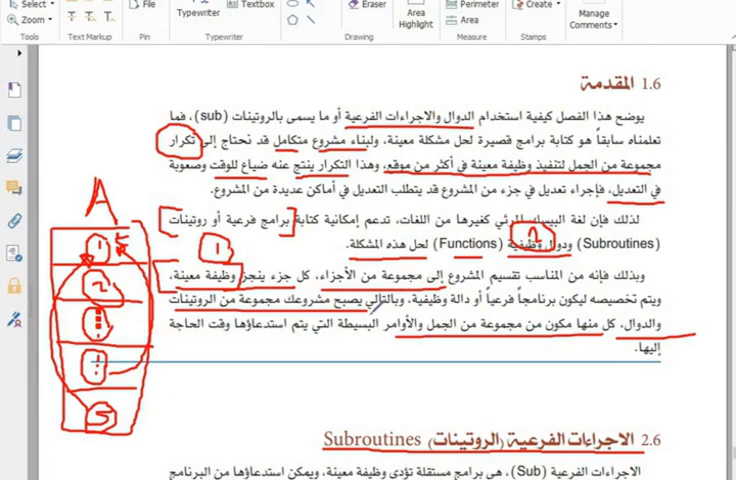 Select
Zoom
Tools
Text Markup
File
Pin
Typewriter
Textbox
Typewriter
Drawing
Eraser
Area
Highlight
Perimeter
Area
Measure
Create
Stamps
Manage
Comments
1.6 المقدمة
يوضح هذا الفصل كيفية استخدام الدوال والاجراءات الفرعية أو ما يسمى بالروتينات (sub)، فما
تعلمناه سابقاً هو كتابة برامج قصيرة لحل مشكلة معينة، ولبناء مشروع متكامل قد نحتاج إلى تكرار
مجموعة من الجمل لتنفيذ وظيفة معينة في أكثر من موقع، وهذا التكرار ينتج عنه ضياع للوقت وصعوبة
في التعديل، فإجراء تعديل في جزء من المشروع قد يتطلب التعديل في أماكن عديدة من المشروع.
لذلك فإن لغة البيسك المرئي كغيرها من اللغات، تدعم إمكانية كتابة برامج فرعية أو روتينات
(Subroutines) ودوال وظيفية (Functions) لحل هذه المشكلة.
وبذلك فإنه من المناسب تقسيم المشروع إلى مجموعة من الأجزاء، كل جزء ينجز وظيفة معينة،
ويتم تخصيصه ليكون برنامجاً فرعياً أو دالة وظيفية، وبالتالي يصبح مشروعك مجموعة من الروتينات
والدوال، كل منها مكون من مجموعة من الجمل والأوامر البسيطة التي يتم استدعاؤها وقت الحاجة
إليها.
A
1
2
5
1
2
2.6 الاجراءات الفرعية (الروتينات) Subroutines
الاجراءات الفرعية (Sub)، هي برامج مستقلة تؤدي وظيفة معينة، ويمكن استدعاؤها من البرنامج